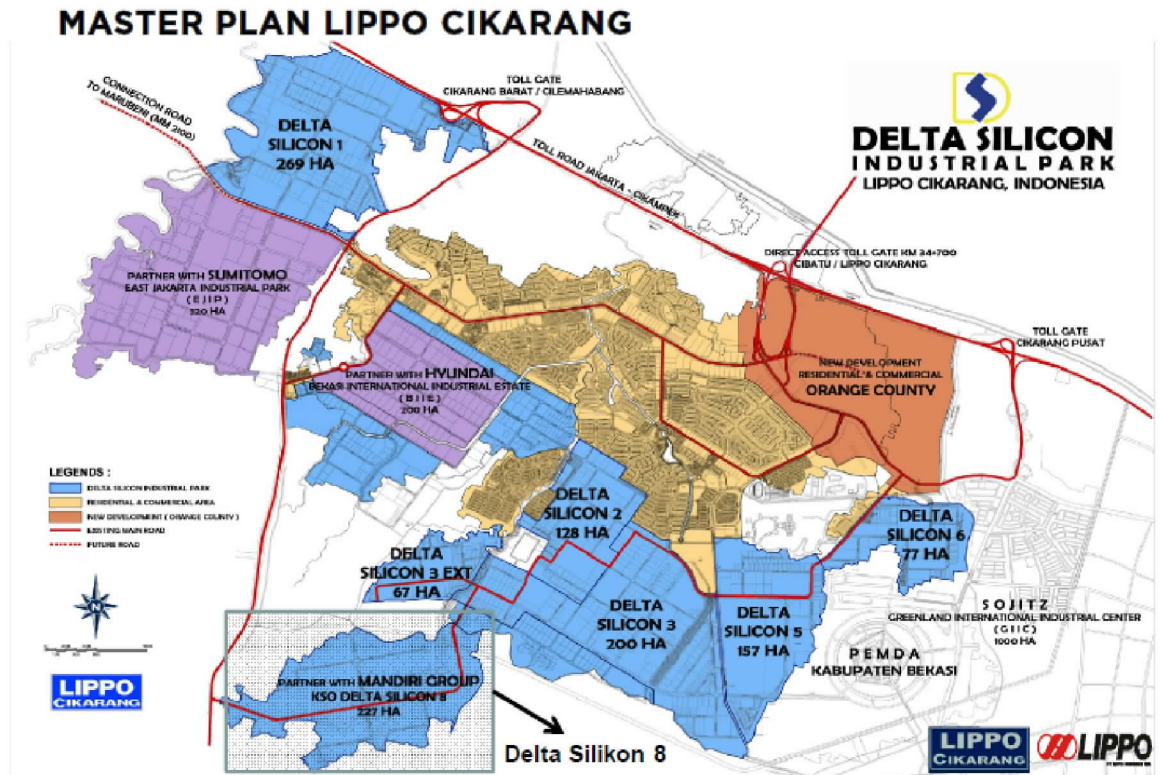 MASTER PLAN LIPPO CIKARANG
CONNECTION ROAD
TO MARUBENI (MM 2100)
TOLL GATE
CIKARANG BARAT / CILEMAHABANG
DELTA
SILICON 1
269 HA
TOLL ROAD JAKARTA - CIKAMPEK
DELTA SILICON
INDUSTRIAL PARK
LIPPO CIKARANG, INDONESIA
PARTNER WITH SUMITOMO
EAST JAKARTA INDUSTRIAL PARK
(EJIP)
320 HA
DIRECT ACCESS TOLL GATE KM 34+700
CIBATU / LIPPO CIKARANG
TOLL GATE
CIKARANG PUSAT
PARTNER WITH HYUNDAI
BEKASI INTERNATIONAL INDUSTRIAL ESTATE
(BIIE)
200 HA
NEW DEVELOPMENT
RESIDENTIAL & COMMERCIAL
ORANGE COUNTY
LEGENDS :
DELTA SILICON INDUSTRIAL PARK
RESIDENTIAL & COMMERCIAL AREA
NEW DEVELOPMENT ( ORANGE COUNTY )
EXISTING MAIN ROAD
FUTURE ROAD
DELTA
SILICON 2
128 HA
DELTA
SILICON 6
77 HA
DELTA
SILICON 3 EXT
67 HA
DELTA
SILICON 3
200 HA
DELTA
SILICON 5
157 HA
SOJITZ
GREENLAND INTERNATIONAL INDUSTRIAL CENTER
(GIIC)
1000 HA
PEMDA
KABUPATEN BEKASI
PARTNER WITH MANDIRI GROUP
KSO DELTA SILICON 8
227 HA
LIPPO
CIKARANG
Delta Silikon 8
LIPPO
CIKARANG
LIPPO